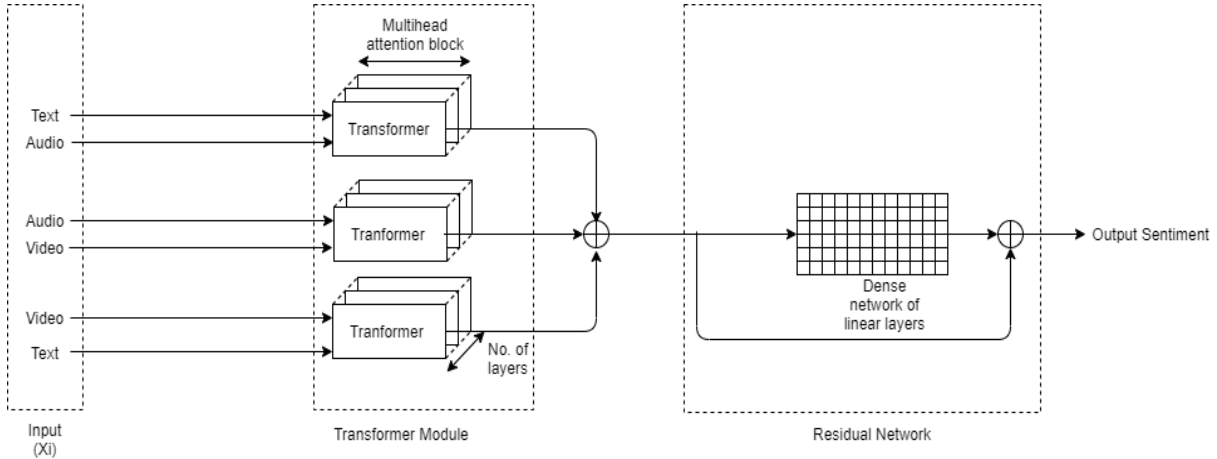 Multihead
attention block
Text
Audio
Transformer
Audio
Video
Tranformer
Output Sentiment
Dense
network of
linear layers
Video
Text
Tranformer
No. of
layers
Input
(Xi)
Transformer Module
Residual Network